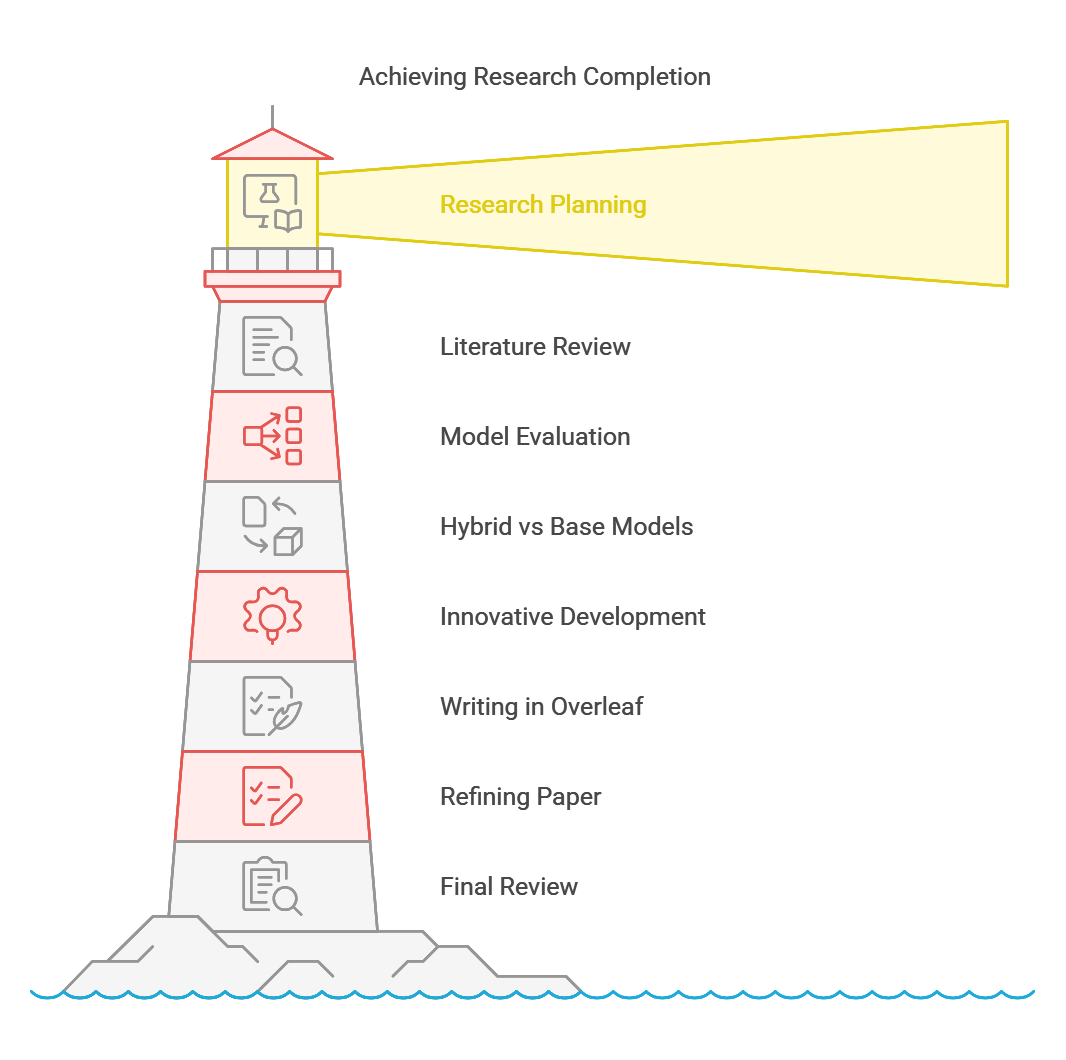 Achieving Research Completion
Research Planning
Literature Review
Model Evaluation
Hybrid vs Base Models
Innovative Development
Writing in Overleaf
Refining Paper
Final Review